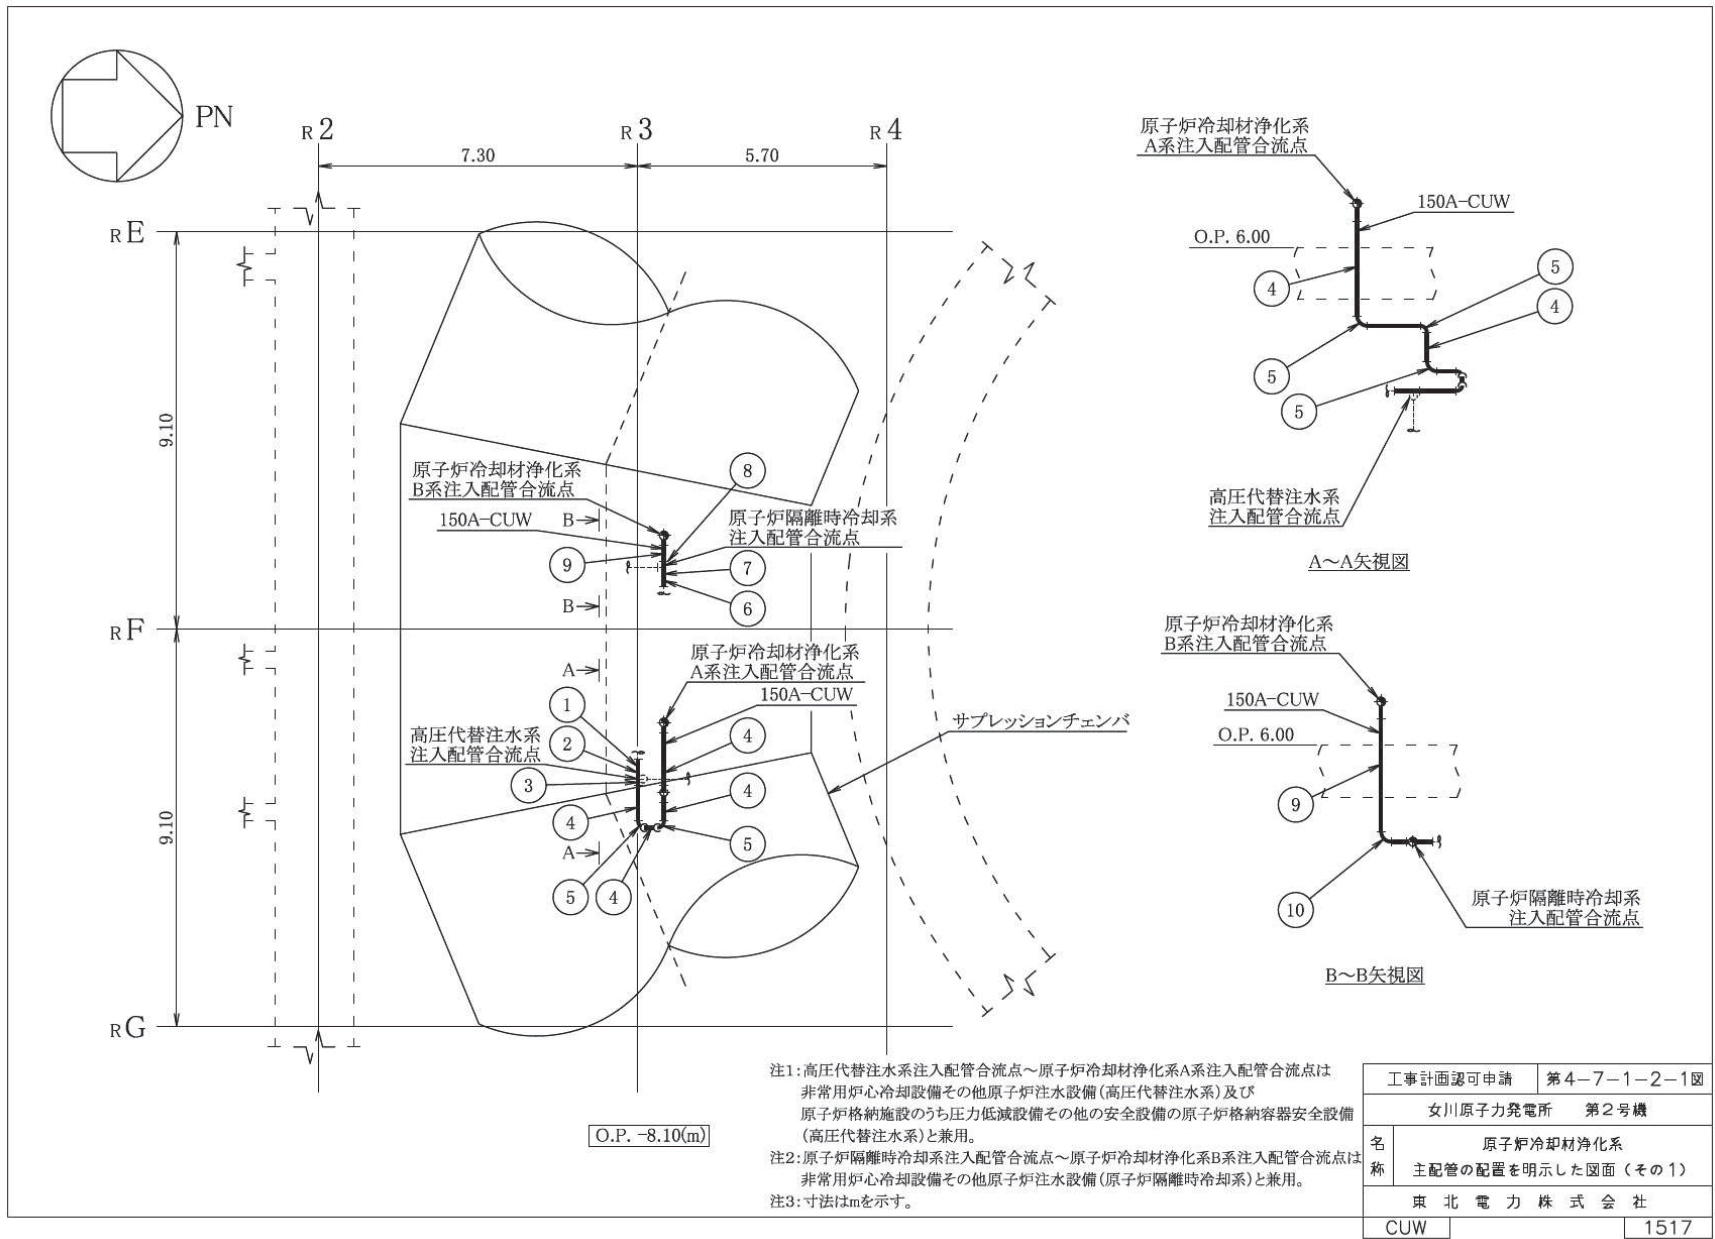 PN
R2
R3
R4
7.30
5.70
RE
9.10
RF
9.10
RG
原子炉冷却材浄化系
B系注入配管合流点
150A-CUW
B
B
8
原子炉隔離時冷却系
注入配管合流点
9
7
6
A
原子炉冷却材浄化系
A系注入配管合流点
150A-CUW
1
高圧代替注水系
注入配管合流点
2
3
4
4
4
5
A
5
4
サプレッションチェンバ
O.P. -8.10(m)
原子炉冷却材浄化系
A系注入配管合流点
150A-CUW
O.P. 6.00
4
5
4
5
5
高圧代替注水系
注入配管合流点
A～A矢視図
原子炉冷却材浄化系
B系注入配管合流点
150A-CUW
O.P. 6.00
9
10
原子炉隔離時冷却系
注入配管合流点
B～B矢視図
注1:高圧代替注水系注入配管合流点～原子炉冷却材浄化系A系注入配管合流点は
非常用炉心冷却設備その他原子炉注水設備(高圧代替注水系)及び
原子炉格納施設のうち圧力低減設備その他の安全設備の原子炉格納容器安全設備
(高圧代替注水系)と兼用。
注2:原子炉隔離時冷却系注入配管合流点～原子炉冷却材浄化系B系注入配管合流点は
非常用炉心冷却設備その他原子炉注水設備(原子炉隔離時冷却系)と兼用。
注3:寸法はmを示す。
工事計画認可申請 第4-7-1-2-1図
女川原子力発電所 第2号機
名称 原子炉冷却材浄化系
主配管の配置を明示した図面(その1)
東北電力株式会社
CUW 1517